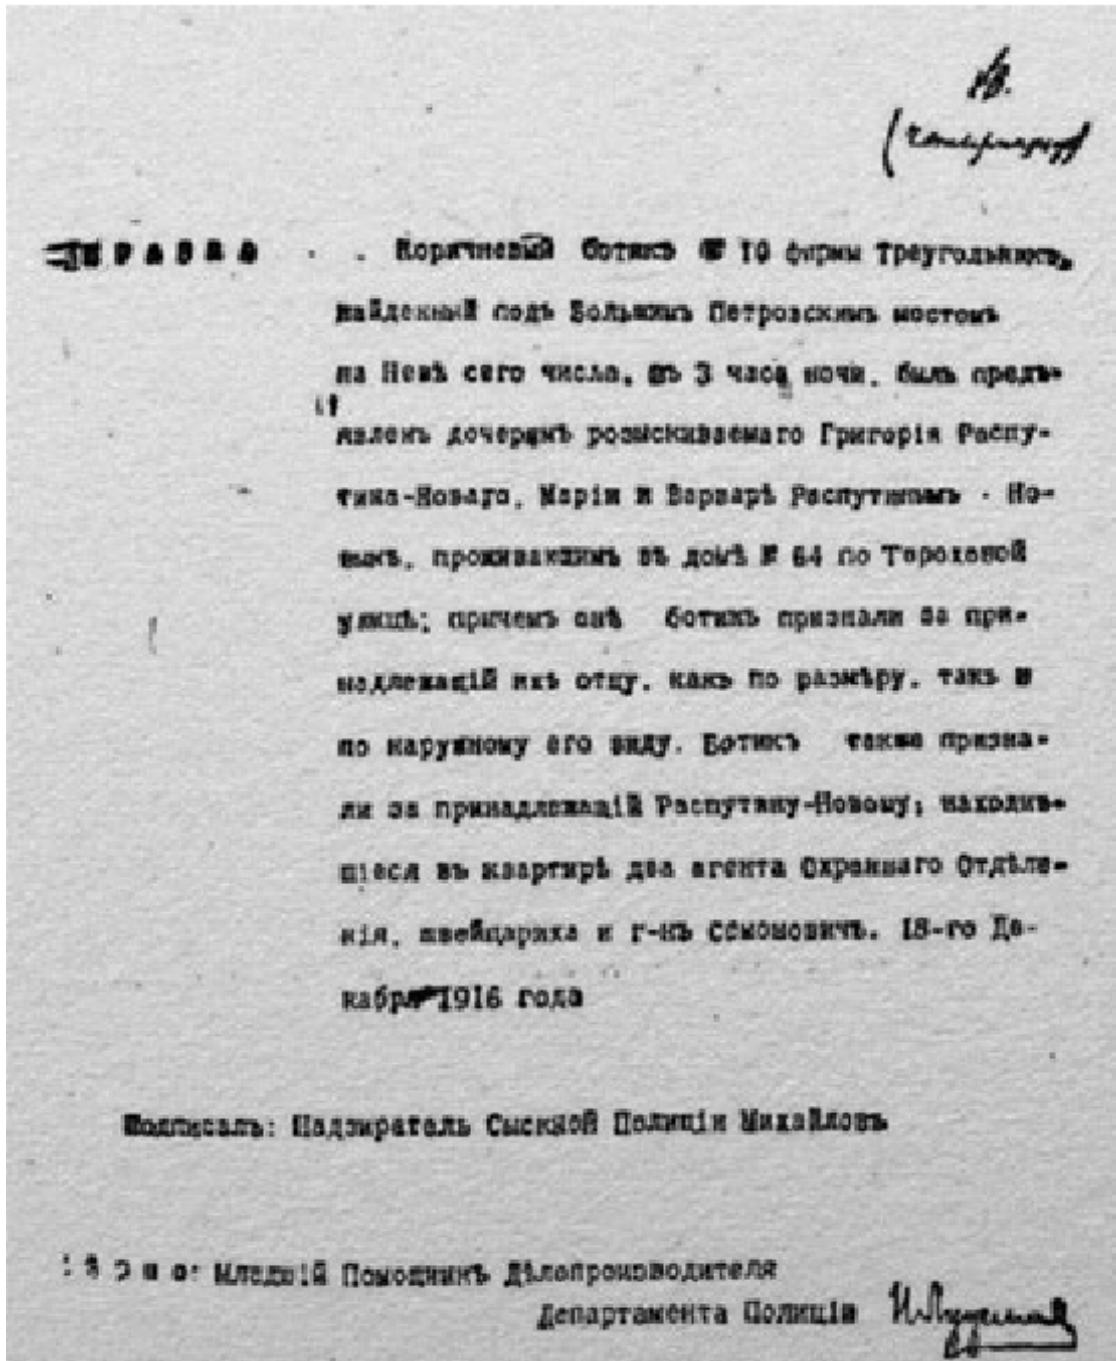 СПРАВКА. Коричневый ботикъ № 10 фирмы Треугольникъ,
найденный подъ Большимъ Петровскимъ мостомъ
на Невѣ сего числа, въ 3 часа ночи, былъ предъ-
явленъ дочерямъ розыскиваемаго Григорія Распу-
тина-Новаго, Маріи и Варварѣ Распутинымъ - Но-
вымъ, проживающимъ въ домѣ № 64 по Гороховой
улицѣ; причемъ онѣ ботикъ признали за при-
надлежащій ихъ отцу, какъ по размѣру, такъ и
по наружному его виду. Ботикъ также призна-
ли за принадлежащій Распутину-Новому; находив-
шіеся въ квартирѣ два агента Охраннаго Отдѣле-
нія, швейцариха и г-нъ Семоновичъ. 18-го Де-
кабря 1916 года
Подписалъ: Надзиратель Сыскной Полиціи Михайловъ
Вѣрно: Младшій Помощникъ Дѣлопроизводителя
Департамента Полиціи